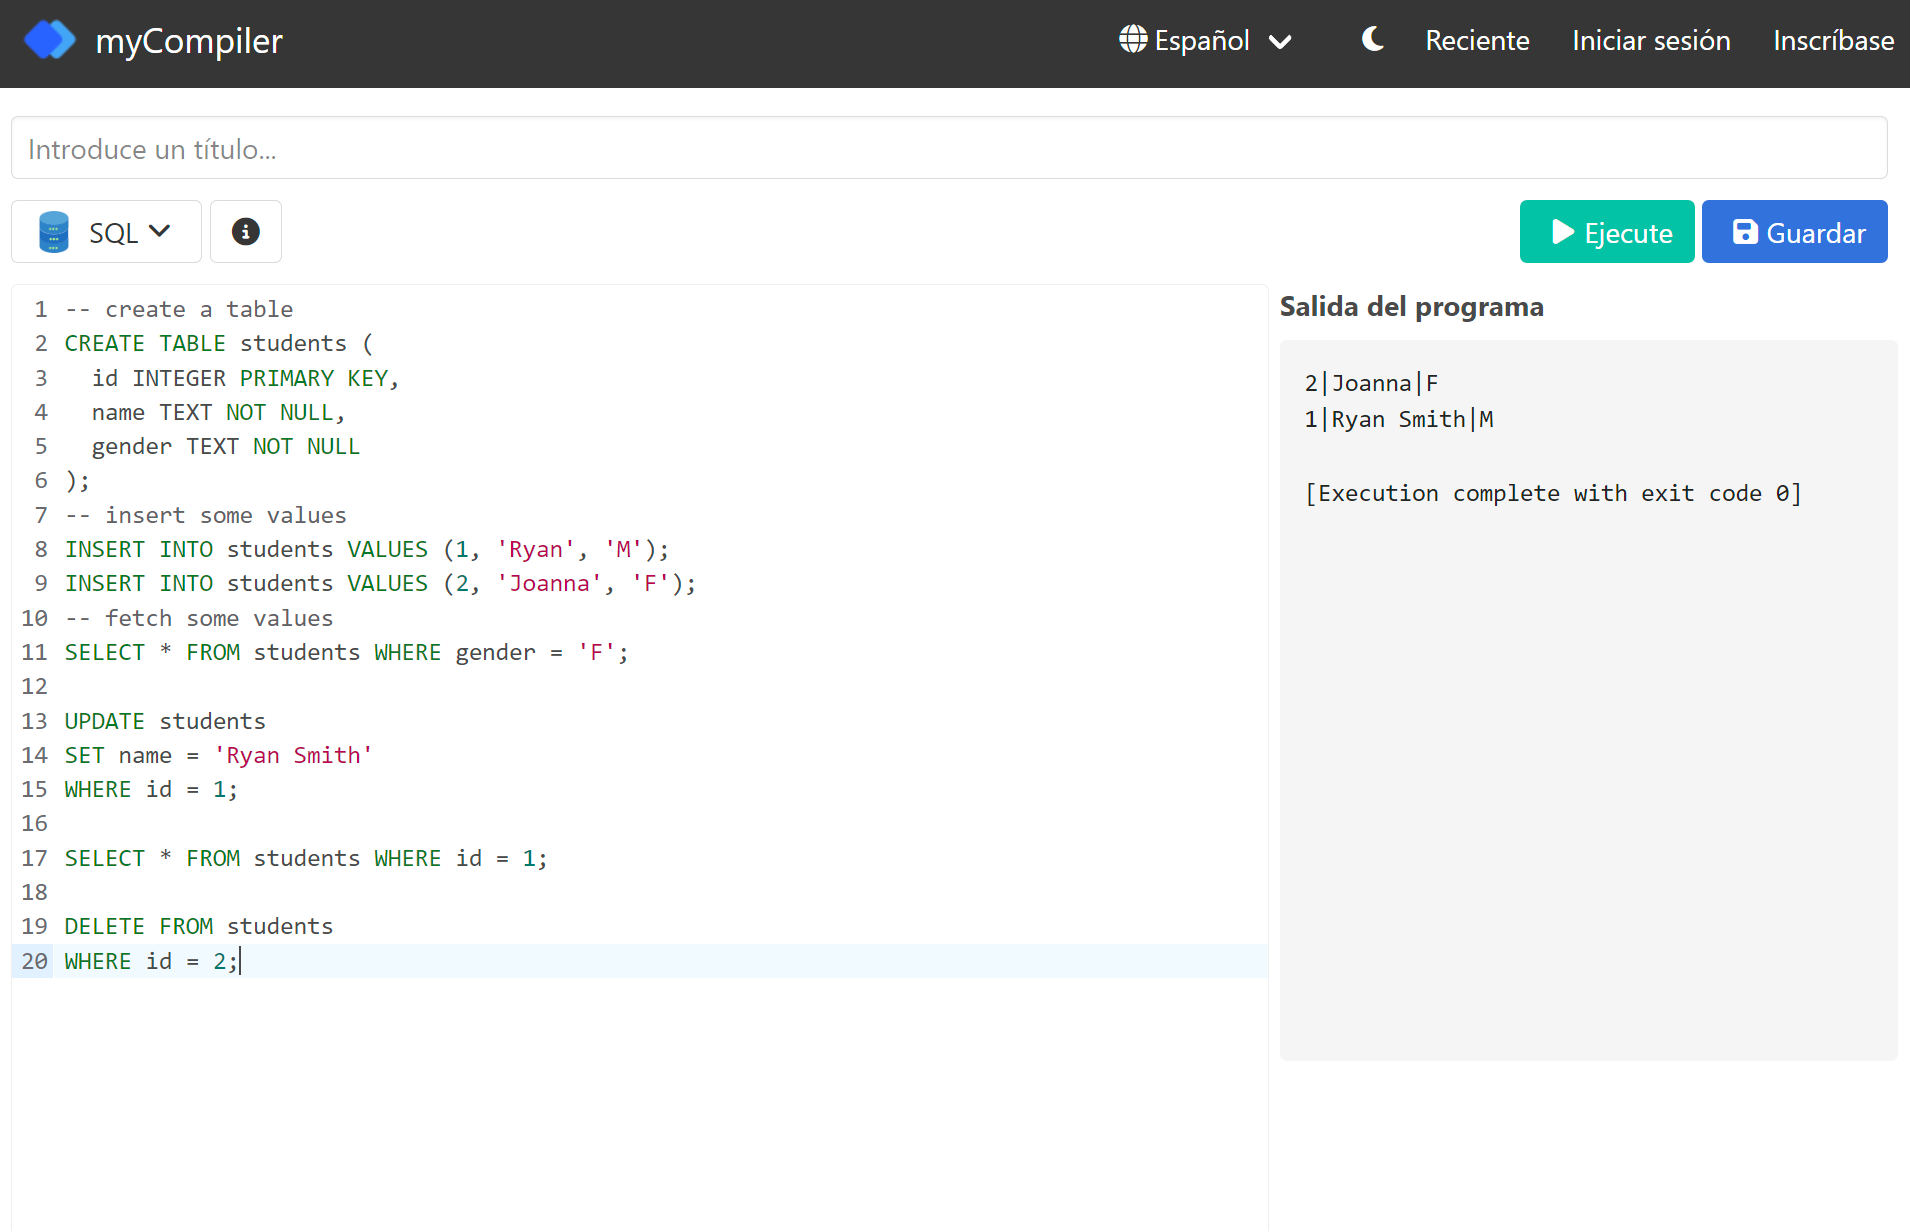 myCompiler
Español
Reciente
Iniciar sesión
Inscríbase
Introduce un título...
SQL
Ejecute
Guardar
1 -- create a table
2 CREATE TABLE students (
3   id INTEGER PRIMARY KEY,
4   name TEXT NOT NULL,
5   gender TEXT NOT NULL
6 );
7 -- insert some values
8 INSERT INTO students VALUES (1, 'Ryan', 'M');
9 INSERT INTO students VALUES (2, 'Joanna', 'F');
10 -- fetch some values
11 SELECT * FROM students WHERE gender = 'F';
12
13 UPDATE students
14 SET name = 'Ryan Smith'
15 WHERE id = 1;
16
17 SELECT * FROM students WHERE id = 1;
18
19 DELETE FROM students
20 WHERE id = 2;
Salida del programa
2|Joanna|F
1|Ryan Smith|M
[Execution complete with exit code 0]